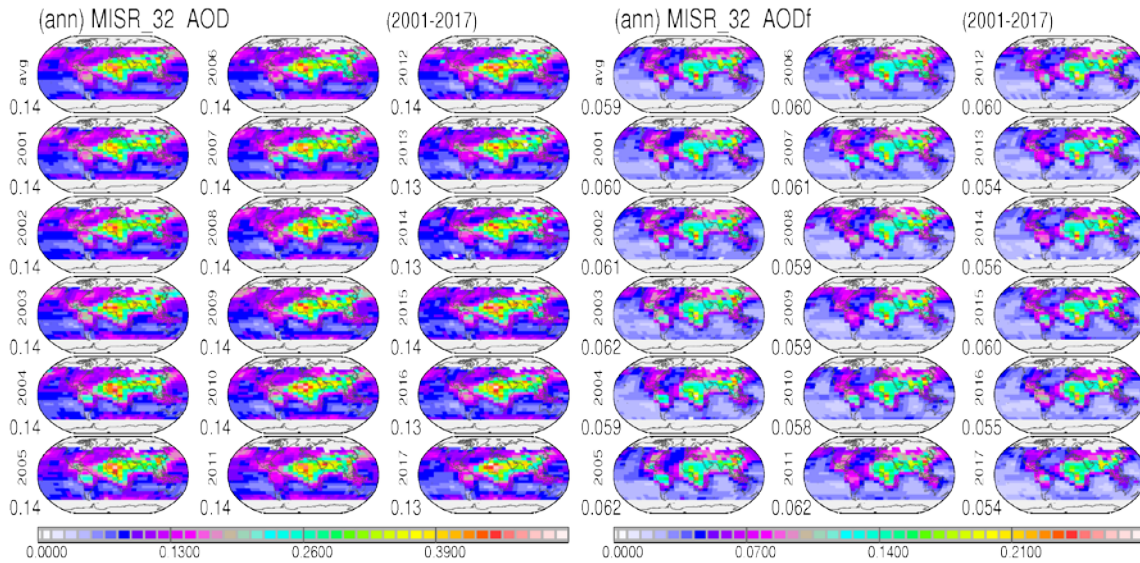 (ann) MISR_32 AOD (2001-2017) (ann) MISR_32 AODf (2001-2017)
avg 2006 2012 avg 2006 2012
0.14 0.14 0.14 0.059 0.060 0.060
2001 2007 2013 2001 2007 2013
0.14 0.14 0.13 0.060 0.061 0.054
2002 2008 2014 2002 2008 2014
0.14 0.14 0.13 0.061 0.059 0.056
2003 2009 2015 2003 2009 2015
0.14 0.14 0.14 0.062 0.059 0.060
2004 2010 2016 2004 2010 2016
0.14 0.14 0.13 0.059 0.058 0.055
2005 2011 2017 2005 2011 2017
0.14 0.14 0.13 0.062 0.062 0.054
0.0000 0.1300 0.2600 0.3900 0.0000 0.0700 0.1400 0.2100